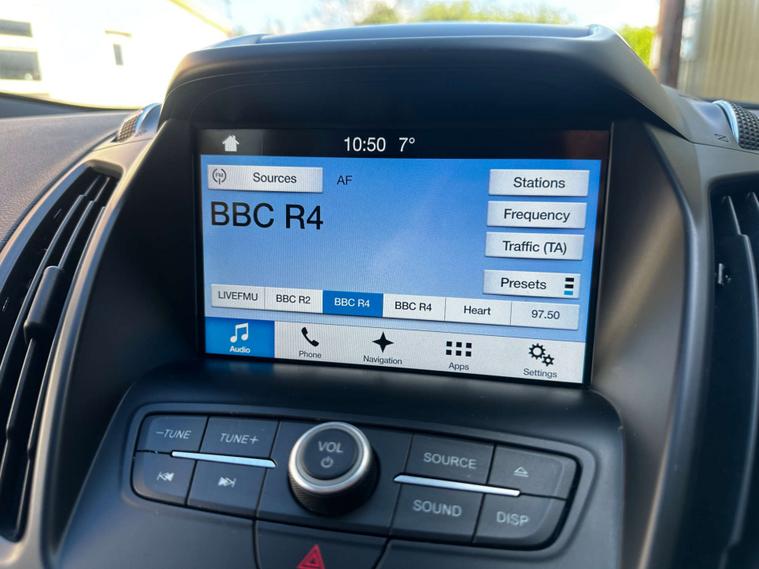 10:50 7°
FM Sources AF
Stations
BBC R4
Frequency
Traffic (TA)
Presets
LIVEFMU BBC R2 BBC R4 BBC R4 Heart 97.50
Audio Phone Navigation Apps Settings
–TUNE TUNE+ VOL SOURCE
SOUND DISP